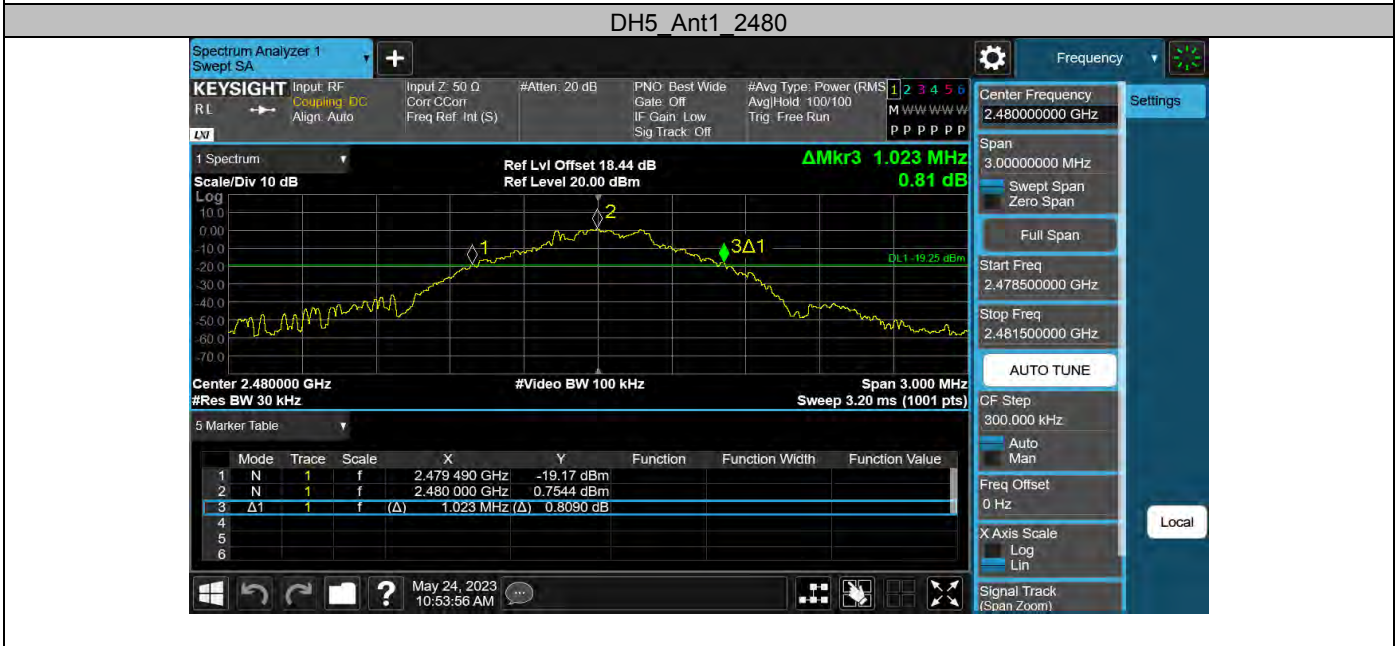 DH5_Ant1_2480
Spectrum Analyzer 1
Swept SA
Frequency
KEYSIGHT
RL
LXI
Input: RF
Coupling: DC
Align: Auto
Input Z: 50 Ω
Corr CCorr
Freq Ref: Int (S)
#Atten: 20 dB
PNO: Best Wide
Gate: Off
IF Gain: Low
Sig Track: Off
#Avg Type: Power (RMS
Avg|Hold: 100/100
Trig: Free Run
1 2 3 4 5 6
M W W W W W
P P P P P P
1 Spectrum
Scale/Div 10 dB
Ref Lvl Offset 18.44 dB
Ref Level 20.00 dBm
ΔMkr3 1.023 MHz
0.81 dB
Log
10.0
0.00
-10.0
-20.0
-30.0
-40.0
-50.0
-60.0
-70.0
1
2
3Δ1
DL1 -19.25 dBm
Center 2.480000 GHz
#Video BW 100 kHz
Span 3.000 MHz
#Res BW 30 kHz
Sweep 3.20 ms (1001 pts)
5 Marker Table
Mode Trace Scale X Y Function Function Width Function Value
1 N 1 f 2.479 490 GHz -19.17 dBm
2 N 1 f 2.480 000 GHz 0.7544 dBm
3 Δ1 1 f (Δ) 1.023 MHz (Δ) 0.8090 dB
4
5
6
May 24, 2023
10:53:56 AM
Center Frequency
2.480000000 GHz
Settings
Span
3.00000000 MHz
Swept Span
Zero Span
Full Span
Start Freq
2.478500000 GHz
Stop Freq
2.481500000 GHz
AUTO TUNE
CF Step
300.000 kHz
Auto
Man
Freq Offset
0 Hz
X Axis Scale
Log
Lin
Local
Signal Track
(Span Zoom)